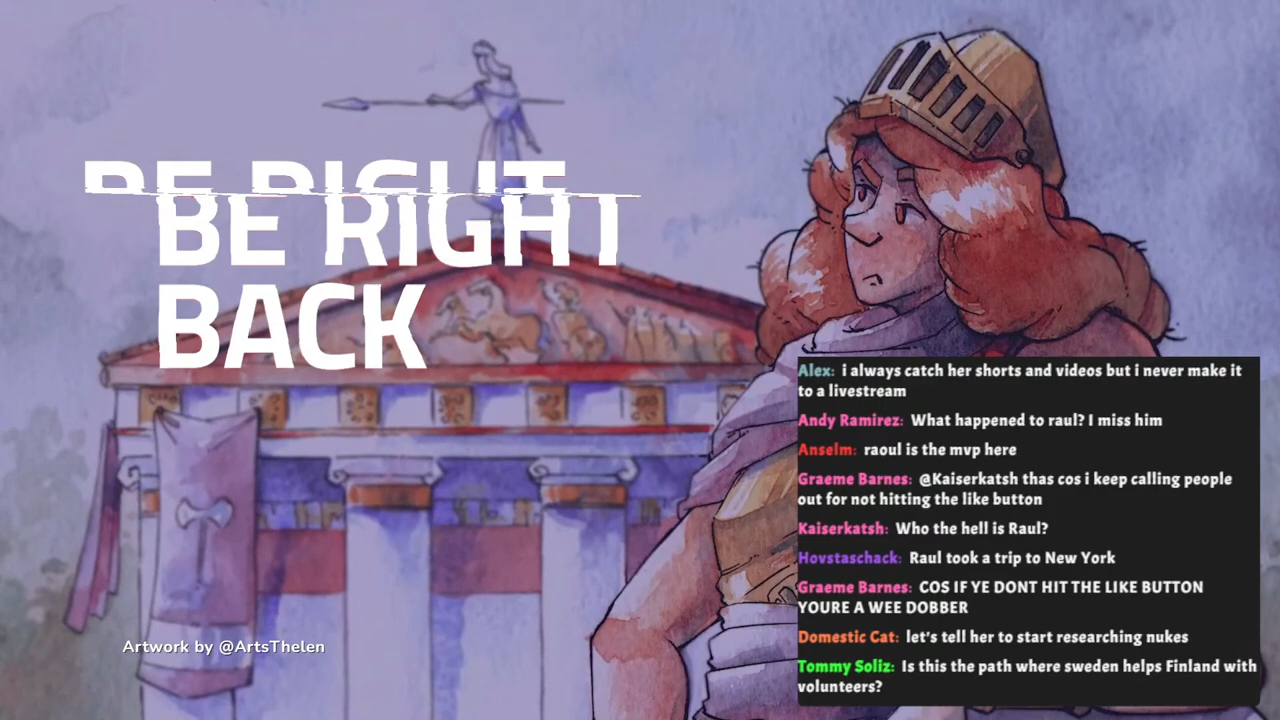 BE RIGHT
BACK
Alex: i always catch her shorts and videos but i never make it
to a livestream
Andy Ramirez: What happened to raul? I miss him
Anselm: raoul is the mvp here
Graeme Barnes: @Kaiserkatsh thas cos i keep calling people
out for not hitting the like button
Kaiserkatsh: Who the hell is Raul?
Hovstaschack: Raul took a trip to New York
Graeme Barnes: COS IF YE DONT HIT THE LIKE BUTTON
YOURE A WEE DOBBER
Domestic Cat: let's tell her to start researching nukes
Tommy Soliz: Is this the path where sweden helps Finland with
volunteers?
Artwork by @ArtsThelen